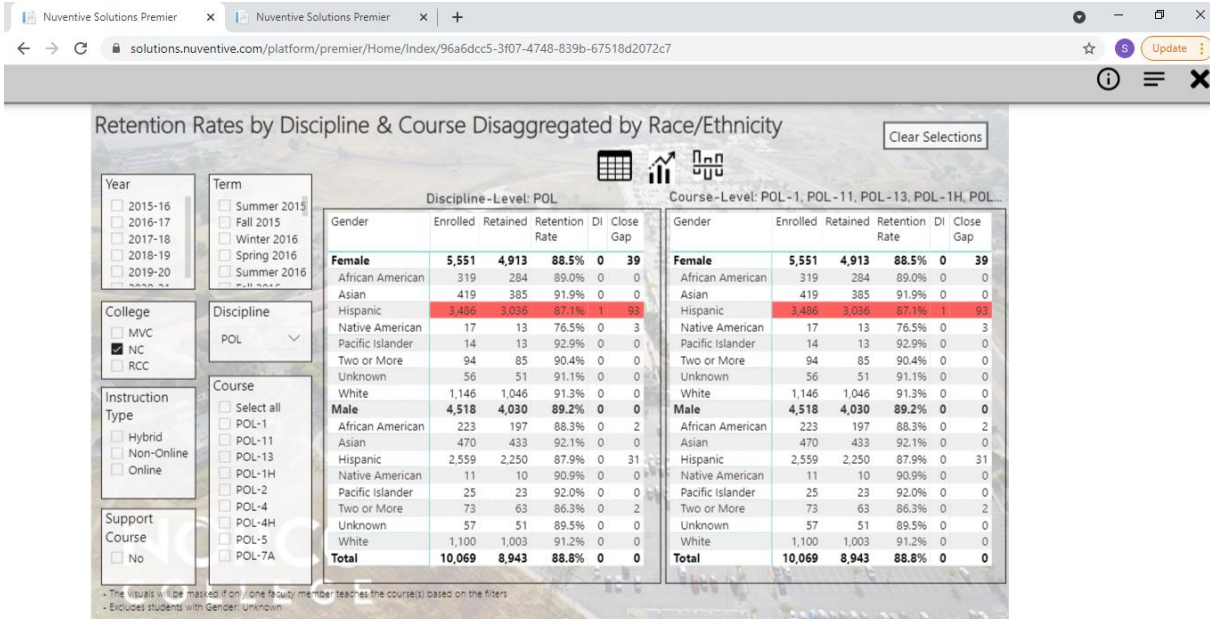 Nuventive Solutions Premier × Nuventive Solutions Premier × +
solutions.nuventive.com/platform/premier/Home/Index/96a6dcc5-3f07-4748-839b-67518d2072c7 S Update
Retention Rates by Discipline & Course Disaggregated by Race/Ethnicity
Clear Selections
Year
2015-16
2016-17
2017-18
2018-19
2019-20
2020-21
Term
Summer 2015
Fall 2015
Winter 2016
Spring 2016
Summer 2016
Fall 2016
College
MVC
NC
RCC
Discipline
POL
Instruction
Type
Hybrid
Non-Online
Online
Course
Select all
POL-1
POL-11
POL-13
POL-1H
POL-2
POL-4
POL-4H
POL-5
POL-7A
Support
Course
No
Discipline-Level: POL
Gender Enrolled Retained Retention Rate DI Close Gap
Female 5,551 4,913 88.5% 0 39
African American 319 284 89.0% 0 0
Asian 419 385 91.9% 0 0
Hispanic 3,486 3,036 87.1% 1 93
Native American 17 13 76.5% 0 3
Pacific Islander 14 13 92.9% 0 0
Two or More 94 85 90.4% 0 0
Unknown 56 51 91.1% 0 0
White 1,146 1,046 91.3% 0 0
Male 4,518 4,030 89.2% 0 0
African American 223 197 88.3% 0 2
Asian 470 433 92.1% 0 0
Hispanic 2,559 2,250 87.9% 0 31
Native American 11 10 90.9% 0 0
Pacific Islander 25 23 92.0% 0 0
Two or More 73 63 86.3% 0 2
Unknown 57 51 89.5% 0 0
White 1,100 1,003 91.2% 0 0
Total 10,069 8,943 88.8% 0 0
Course-Level: POL-1, POL-11, POL-13, POL-1H, POL...
Gender Enrolled Retained Retention Rate DI Close Gap
Female 5,551 4,913 88.5% 0 39
African American 319 284 89.0% 0 0
Asian 419 385 91.9% 0 0
Hispanic 3,486 3,036 87.1% 1 93
Native American 17 13 76.5% 0 3
Pacific Islander 14 13 92.9% 0 0
Two or More 94 85 90.4% 0 0
Unknown 56 51 91.1% 0 0
White 1,146 1,046 91.3% 0 0
Male 4,518 4,030 89.2% 0 0
African American 223 197 88.3% 0 2
Asian 470 433 92.1% 0 0
Hispanic 2,559 2,250 87.9% 0 31
Native American 11 10 90.9% 0 0
Pacific Islander 25 23 92.0% 0 0
Two or More 73 63 86.3% 0 2
Unknown 57 51 89.5% 0 0
White 1,100 1,003 91.2% 0 0
Total 10,069 8,943 88.8% 0 0
- The visuals will be masked if only one faculty member teaches the course(s) based on the filters
- Excludes students with Gender: Unknown
COLLEGE